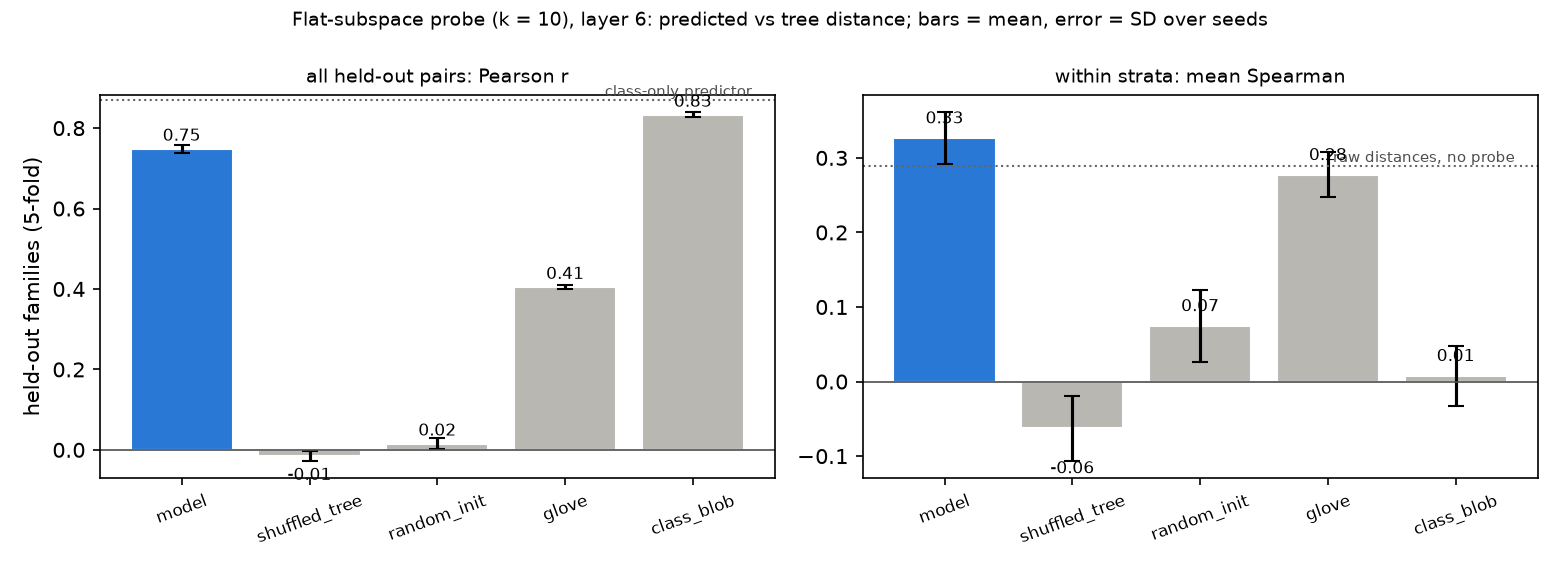 Flat-subspace probe (k = 10), layer 6: predicted vs tree distance; bars = mean, error = SD over seeds
all held-out pairs: Pearson r
held-out families (5-fold)
0.8
0.6
0.4
0.2
0.0
class-only predictor
0.75
-0.01
0.02
0.41
0.83
model
shuffled_tree
random_init
glove
class_blob
within strata: mean Spearman
0.3
0.2
0.1
0.0
−0.1
raw distances, no probe
0.33
-0.06
0.07
0.28
0.01
model
shuffled_tree
random_init
glove
class_blob